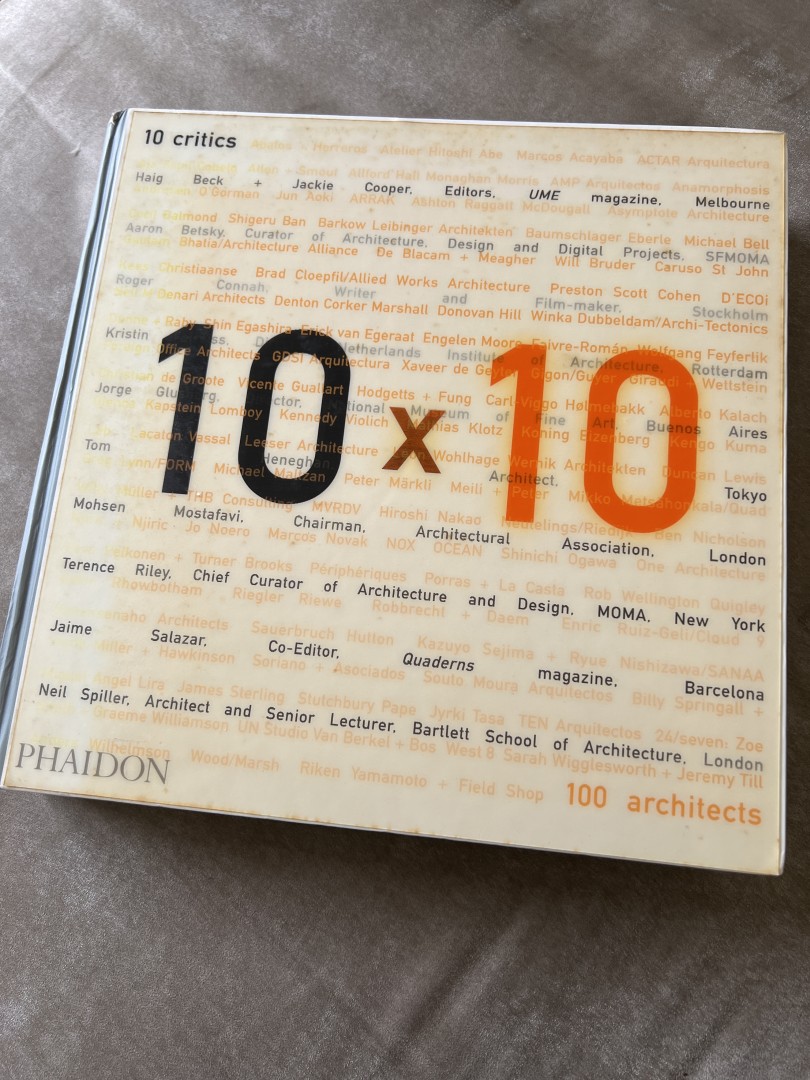 10 critics
Abalos + Herreros Atelier Hitoshi Abe Marcos Acayaba ACTAR Arquitectura
Allford Hall Monaghan Morris AMP Arquitectos Anamorphosis
Haig Beck + Jackie Cooper, Editors, UME magazine, Melbourne
O'Gorman Jun Aoki ARRAK Ashton Raggatt McDougall Asymptote Architecture
Balmond Shigeru Ban Barkow Leibinger Architekten Baumschlager Eberle Michael Bell
Aaron Betsky, Curator of Architecture, Design and Digital Projects, SFMOMA
Bhatia/Architecture Alliance De Blacam + Meagher Will Bruder Caruso St John
Christiaanse Brad Cloepfil/Allied Works Architecture Preston Scott Cohen D'ECOi
Roger Connah, Writer and Film-maker, Stockholm
Denari Architects Denton Corker Marshall Donovan Hill Winka Dubbeldam/Archi-Tectonics
+ Raby Shin Egashira Erick van Egeraat Engelen Moore Faivre-Román Wolfgang Feyferlik
Kristin Netherlands Institute of Architecture, Rotterdam
Office Architects GDSI Arquitectura Xaveer de Geyter Gigon/Guyer Giraudi + Wettstein
de Groote Vicente Guallart Hodgetts + Fung Carl-Viggo Hølmebakk Alberto Kalach
Jorge Museum of Fine Art, Buenos Aires
Kapstein Lomboy Kennedy Violich Mathias Klotz Koning Eizenberg Kengo Kuma
10 x 10
Lacaton Vassal Leeser Architecture Léon Wohlhage Wernik Architekten Duncan Lewis
Tom Heneghan, Architect, Tokyo
Lynn/FORM Michael Maltzan Peter Märkli Meili + Peter Mikko Metsähonkala/Quad
Müller + THB Consulting MVRDV Hiroshi Nakao Neutelings/Riedijk Ben Nicholson
Mohsen Mostafavi, Chairman, Architectural Association, London
Njiric Jo Noero Marcos Novak NOX OCEAN Shinichi Ogawa One Architecture
+ Turner Brooks Périphériques Porras + La Casta Rob Wellington Quigley
Terence Riley, Chief Curator of Architecture and Design, MOMA, New York
Rhowbotham Riegler Riewe Robbrecht + Daem Enric Ruiz-Geli/Cloud 9
Architects Sauerbruch Hutton Kazuyo Sejima + Ryue Nishizawa/SANAA
Jaime Salazar, Co-Editor, Quaderns magazine, Barcelona
+ Hawkinson Soriano + Asociados Souto Moura Arquitectos Billy Springall +
Angel Lira James Sterling Stutchbury Pape Jyrki Tasa TEN Arquitectos 24/seven: Zoe
Neil Spiller, Architect and Senior Lecturer, Bartlett School of Architecture, London
Graeme Williamson UN Studio Van Berkel + Bos West 8 Sarah Wigglesworth + Jeremy Till
Wilhelmson Wood/Marsh Riken Yamamoto + Field Shop 100 architects
PHAIDON